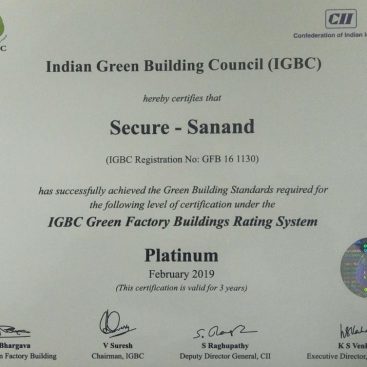 CII
Confederation of Indian I
Indian Green Building Council (IGBC)
hereby certifies that
Secure - Sanand
(IGBC Registration No: GFB 16 1130)
has successfully achieved the Green Building Standards required for
the following level of certification under the
IGBC Green Factory Buildings Rating System
Platinum
February 2019
(This certification is valid for 3 years)
Bhargava V Suresh S Raghupathy K S Venk
n Factory Building Chairman, IGBC Deputy Director General, CII Executive Director,